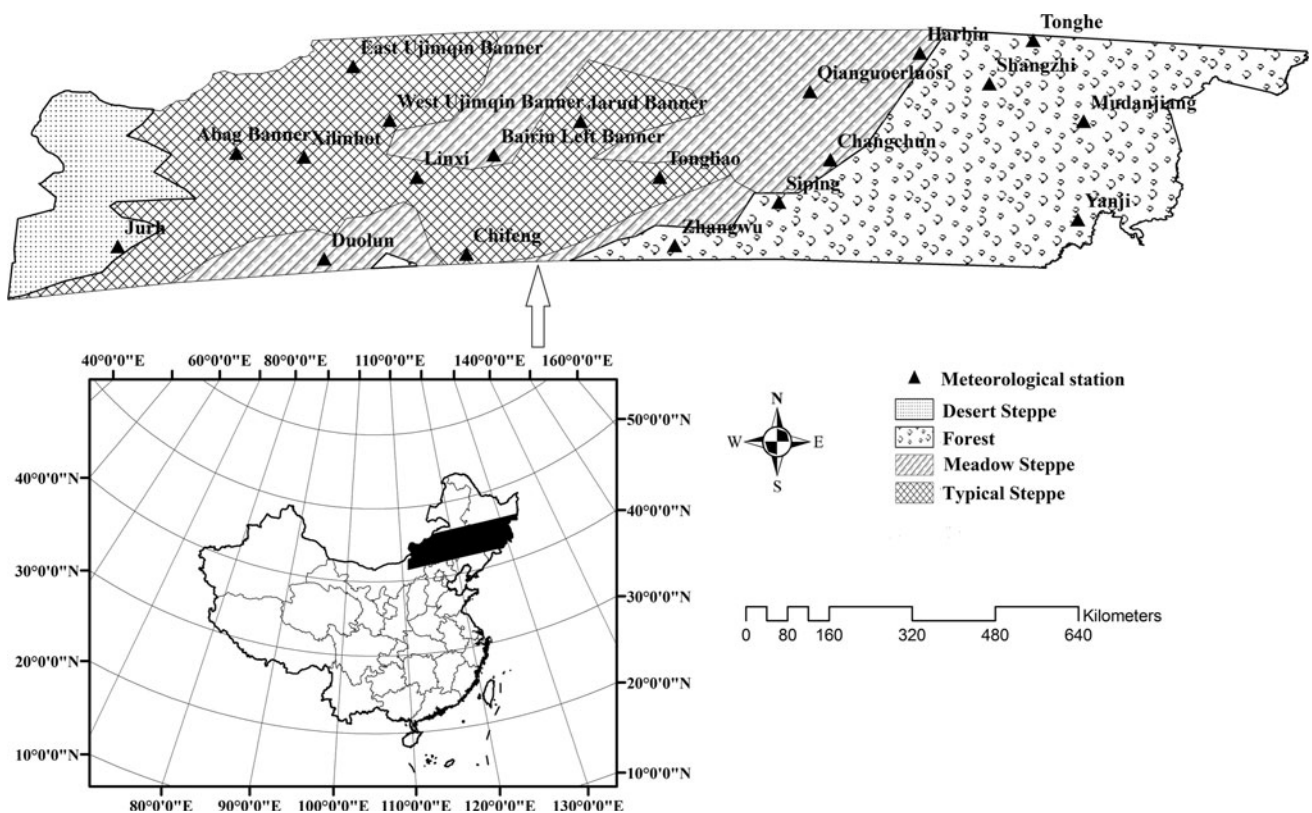 Tonghe
Harbin
East Ujimqin Banner
Shangzhi
Qianguoerluosi
West Ujimqin Banner
Jarud Banner
Mudanjiang
Abag Banner
Xilinhot
Bairin Left Banner
Changchun
Linxi
Tongliao
Siping
Jurh
Duolun
Chifeng
Zhangwu
Yanji
40°0'0"E
60°0'0"E
80°0'0"E
110°0'0"E
140°0'0"E
160°0'0"E
50°0'0"N
40°0'0"N
40°0'0"N
30°0'0"N
30°0'0"N
20°0'0"N
20°0'0"N
10°0'0"N
10°0'0"N
80°0'0"E
90°0'0"E
100°0'0"E
110°0'0"E
120°0'0"E
130°0'0"E
N
W
E
S
Meteorological station
Desert Steppe
Forest
Meadow Steppe
Typical Steppe
Kilometers
0
80
160
320
480
640